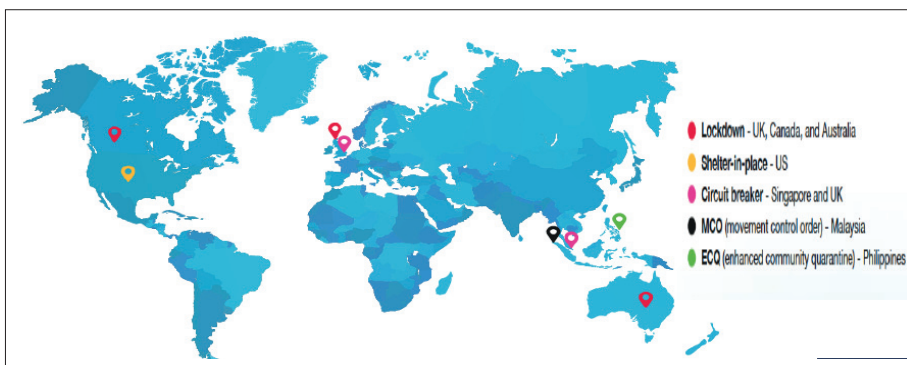 Lockdown - UK, Canada, and Australia
Shelter-in-place - US
Circuit breaker - Singapore and UK
MCO (movement control order) - Malaysia
ECQ (enhanced community quarantine) - Philippines